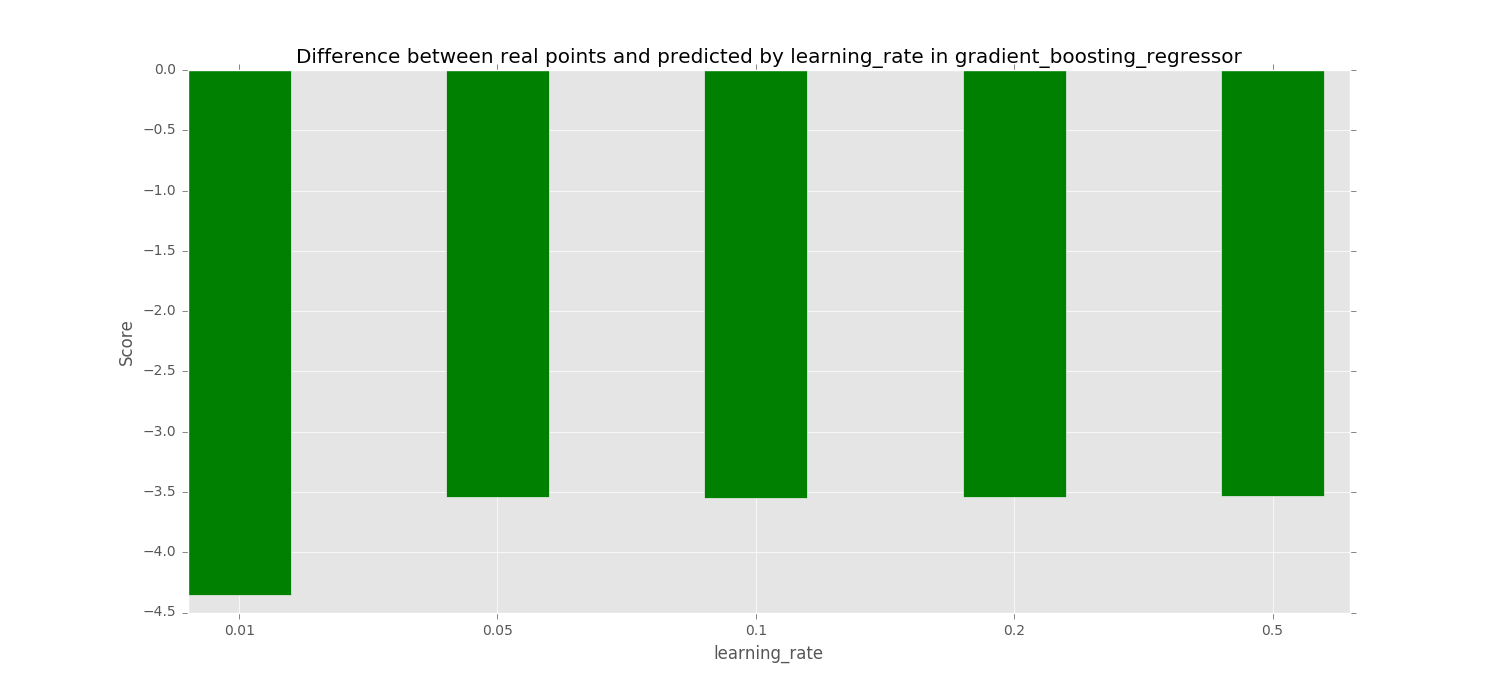 Difference between real points and predicted by learning_rate in gradient_boosting_regressor
0.0
−0.5
−1.0
−1.5
−2.0
−2.5
−3.0
−3.5
−4.0
−4.5
Score
0.01 0.05 0.1 0.2 0.5
learning_rate